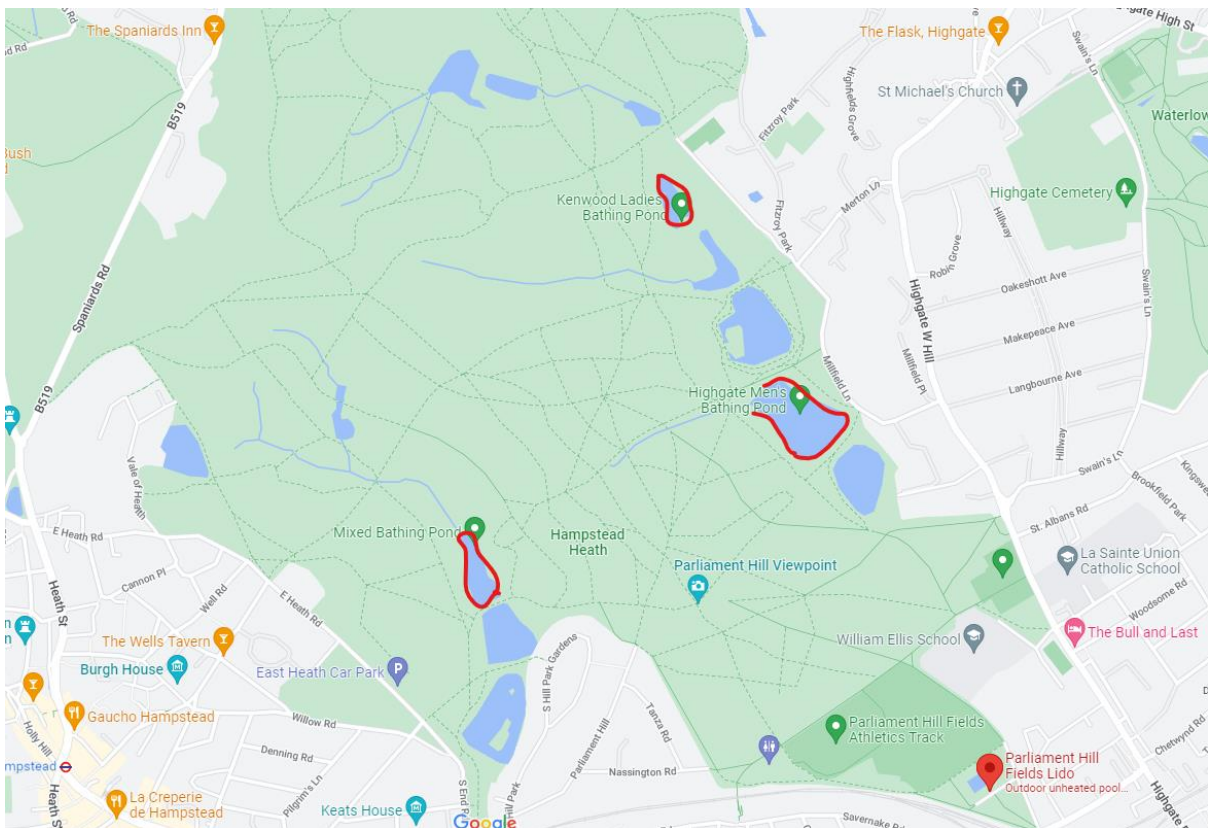 The Spaniards Inn
The Flask, Highgate
Swain's Ln
St Michael's Church
Highfields Grove
Fitzroy Park
B519
Waterlow
Merton Ln
Kenwood Ladies'
Bathing Pond
Highgate Cemetery
Fitzroy Park
Hillway
Robin Grove
Oakeshott Ave
Swain's Ln
Spaniards Rd
Highgate W Hill
Makepeace Ave
Millfield Pl
Millfield Ln
Langbourne Ave
B519
Highgate Men's
Bathing Pond
Hillway
Swain's Ln
Brookfield Park
Vale of Health
St. Albans Rd
E Heath Rd
Mixed Bathing Pond
Hampstead
Heath
La Sainte Union
Catholic School
Cannon Pl
Parliament Hill Viewpoint
Well Rd
E Heath Rd
Woodsome Rd
Heath St
The Wells Tavern
William Ellis School
The Bull and Last
Burgh House
East Heath Car Park
S Hill Park Gardens
Gaucho Hampstead
Willow Rd
Tanza Rd
Parliament Hill Fields
Athletics Track
Holly Hill
Parliament Hill
Denning Rd
Chetwynd Rd
Parliament Hill
Fields Lido
Outdoor unheated pool...
Nassington Rd
Pilgrim's Ln
La Creperie
de Hampstead
Keats House
Heath St
Google